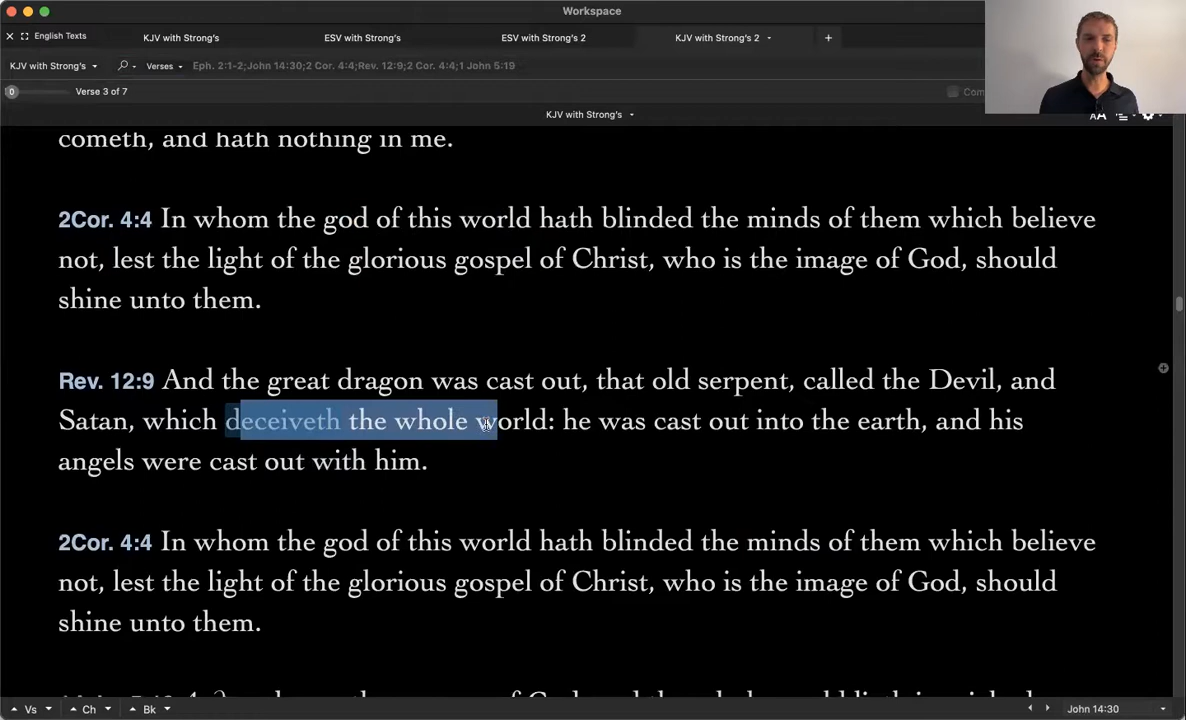 Workspace
English Texts
KJV with Strong's
ESV with Strong's
ESV with Strong's 2
KJV with Strong's 2
+
KJV with Strong's
Verses
Eph. 2:1-2;John 14:30;2 Cor. 4:4;Rev. 12:9;2 Cor. 4:4;1 John 5:19
0
Verse 3 of 7
Com
KJV with Strong's
AA
cometh, and hath nothing in me.
2Cor. 4:4 In whom the god of this world hath blinded the minds of them which believe
not, lest the light of the glorious gospel of Christ, who is the image of God, should
shine unto them.
Rev. 12:9 And the great dragon was cast out, that old serpent, called the Devil, and
Satan, which deceiveth the whole world: he was cast out into the earth, and his
angels were cast out with him.
2Cor. 4:4 In whom the god of this world hath blinded the minds of them which believe
not, lest the light of the glorious gospel of Christ, who is the image of God, should
shine unto them.
Vs
Ch
Bk
John 14:30